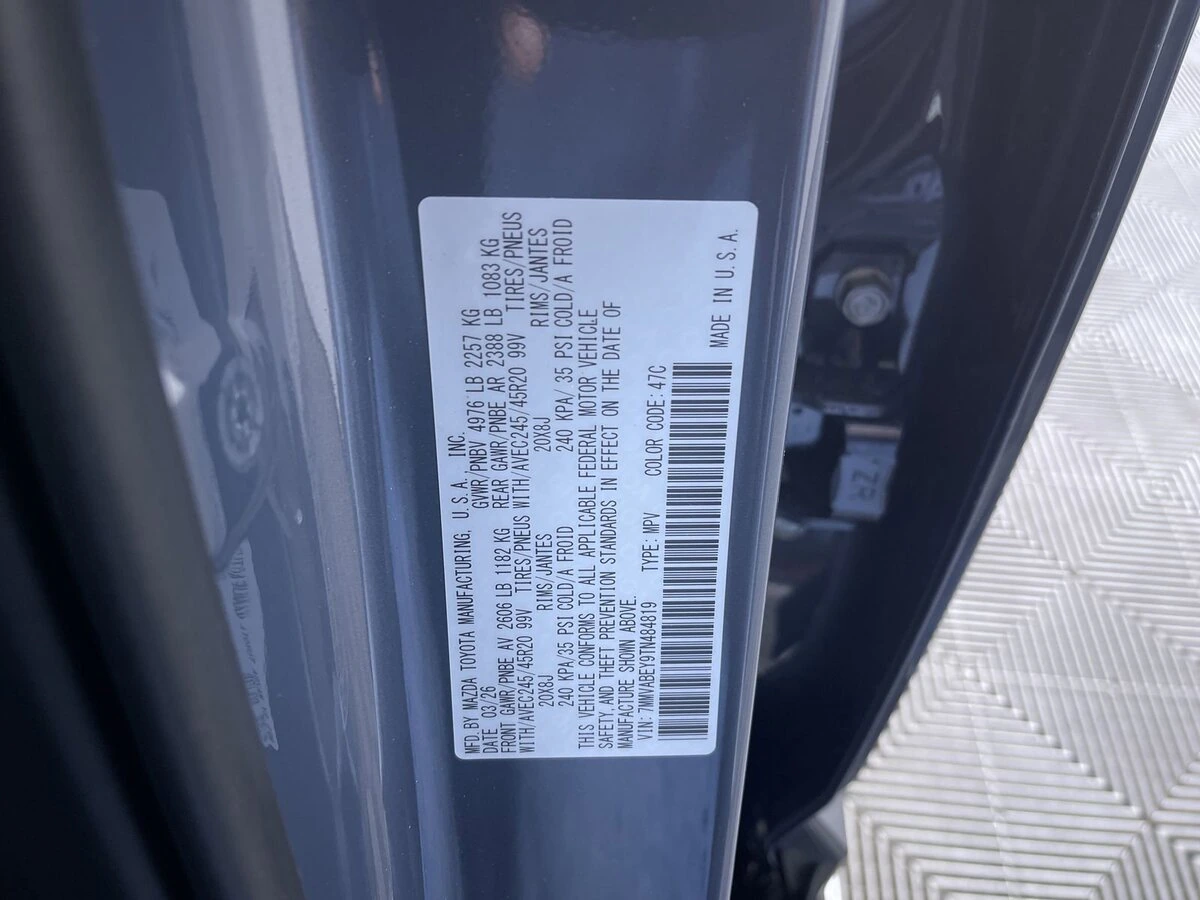 MFD. BY MAZDA TOYOTA MANUFACTURING, U.S.A., INC.
DATE 03/26 GVWR/PNBV 4976 LB 2257 KG
FRONT GAWR/PNBE AV 2606 LB 1182 KG REAR GAWR/PNBE AR 2388 LB 1083 KG
WITH/AVEC245/45R20 99V TIRES/PNEUS WITH/AVEC245/45R20 99V TIRES/PNEUS
20X8J RIMS/JANTES 20X8J RIMS/JANTES
240 KPA/35 PSI COLD/A FROID 240 KPA/35 PSI COLD/A FROID
THIS VEHICLE CONFORMS TO ALL APPLICABLE FEDERAL MOTOR VEHICLE
SAFETY AND THEFT PREVENTION STANDARDS IN EFFECT ON THE DATE OF
MANUFACTURE SHOWN ABOVE.
VIN:7MMVABEY9TN484819 TYPE:MPV COLOR CODE:47C
MADE IN U.S.A.